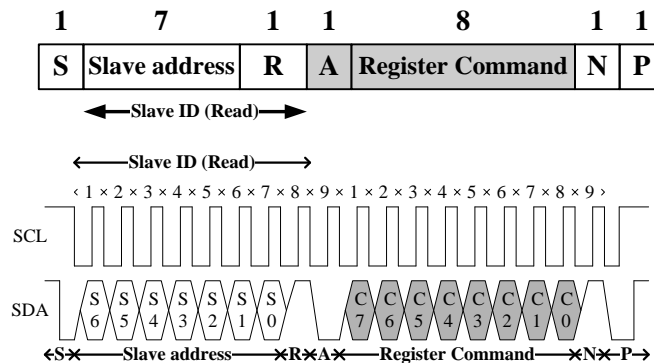 1 7 1 1 8 1 1
S Slave address R A Register Command N P
Slave ID (Read)
Slave ID (Read)
1 2 3 4 5 6 7 8 9 1 2 3 4 5 6 7 8 9
SCL
SDA
S S S S S S S C C C C C C C C
6 5 4 3 2 1 0 7 6 5 4 3 2 1 0
S Slave address R A Register Command N P